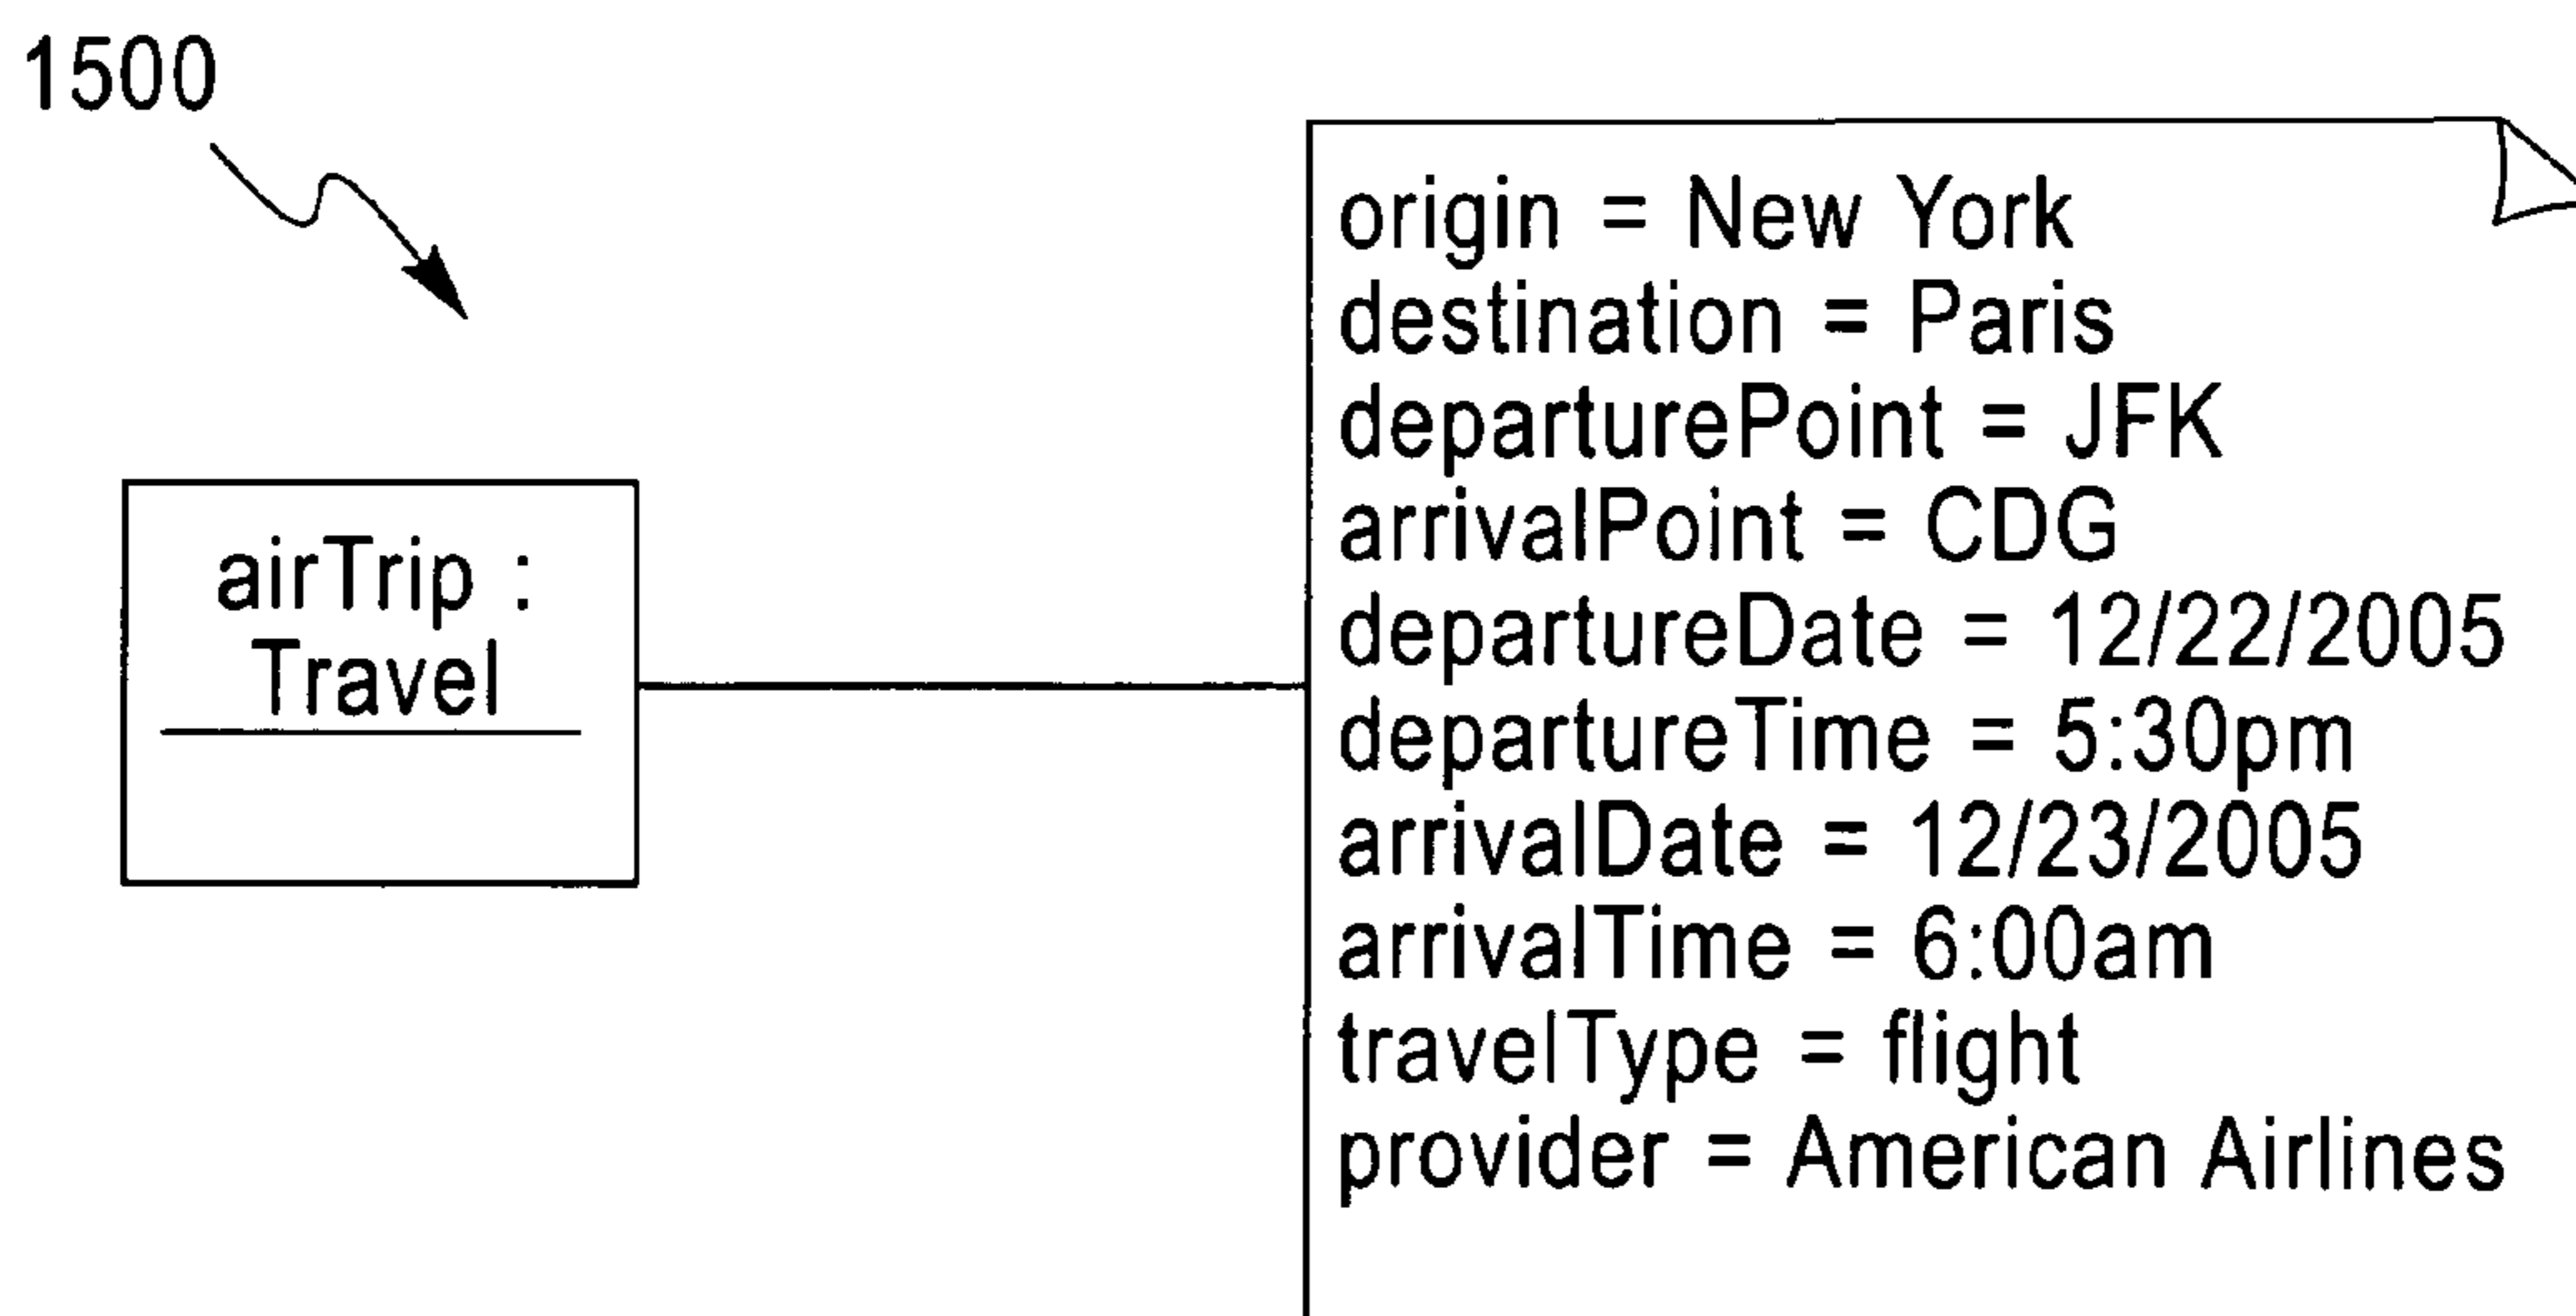 1500
origin = New York
destination = Paris
departurePoint = JFK
arrivalPoint = CDG
departureDate = 12/22/2005
departureTime = 5:30pm
arrivalDate = 12/23/2005
arrivalTime = 6:00am
travelType = flight
provider = American Airlines
airTrip :
Travel